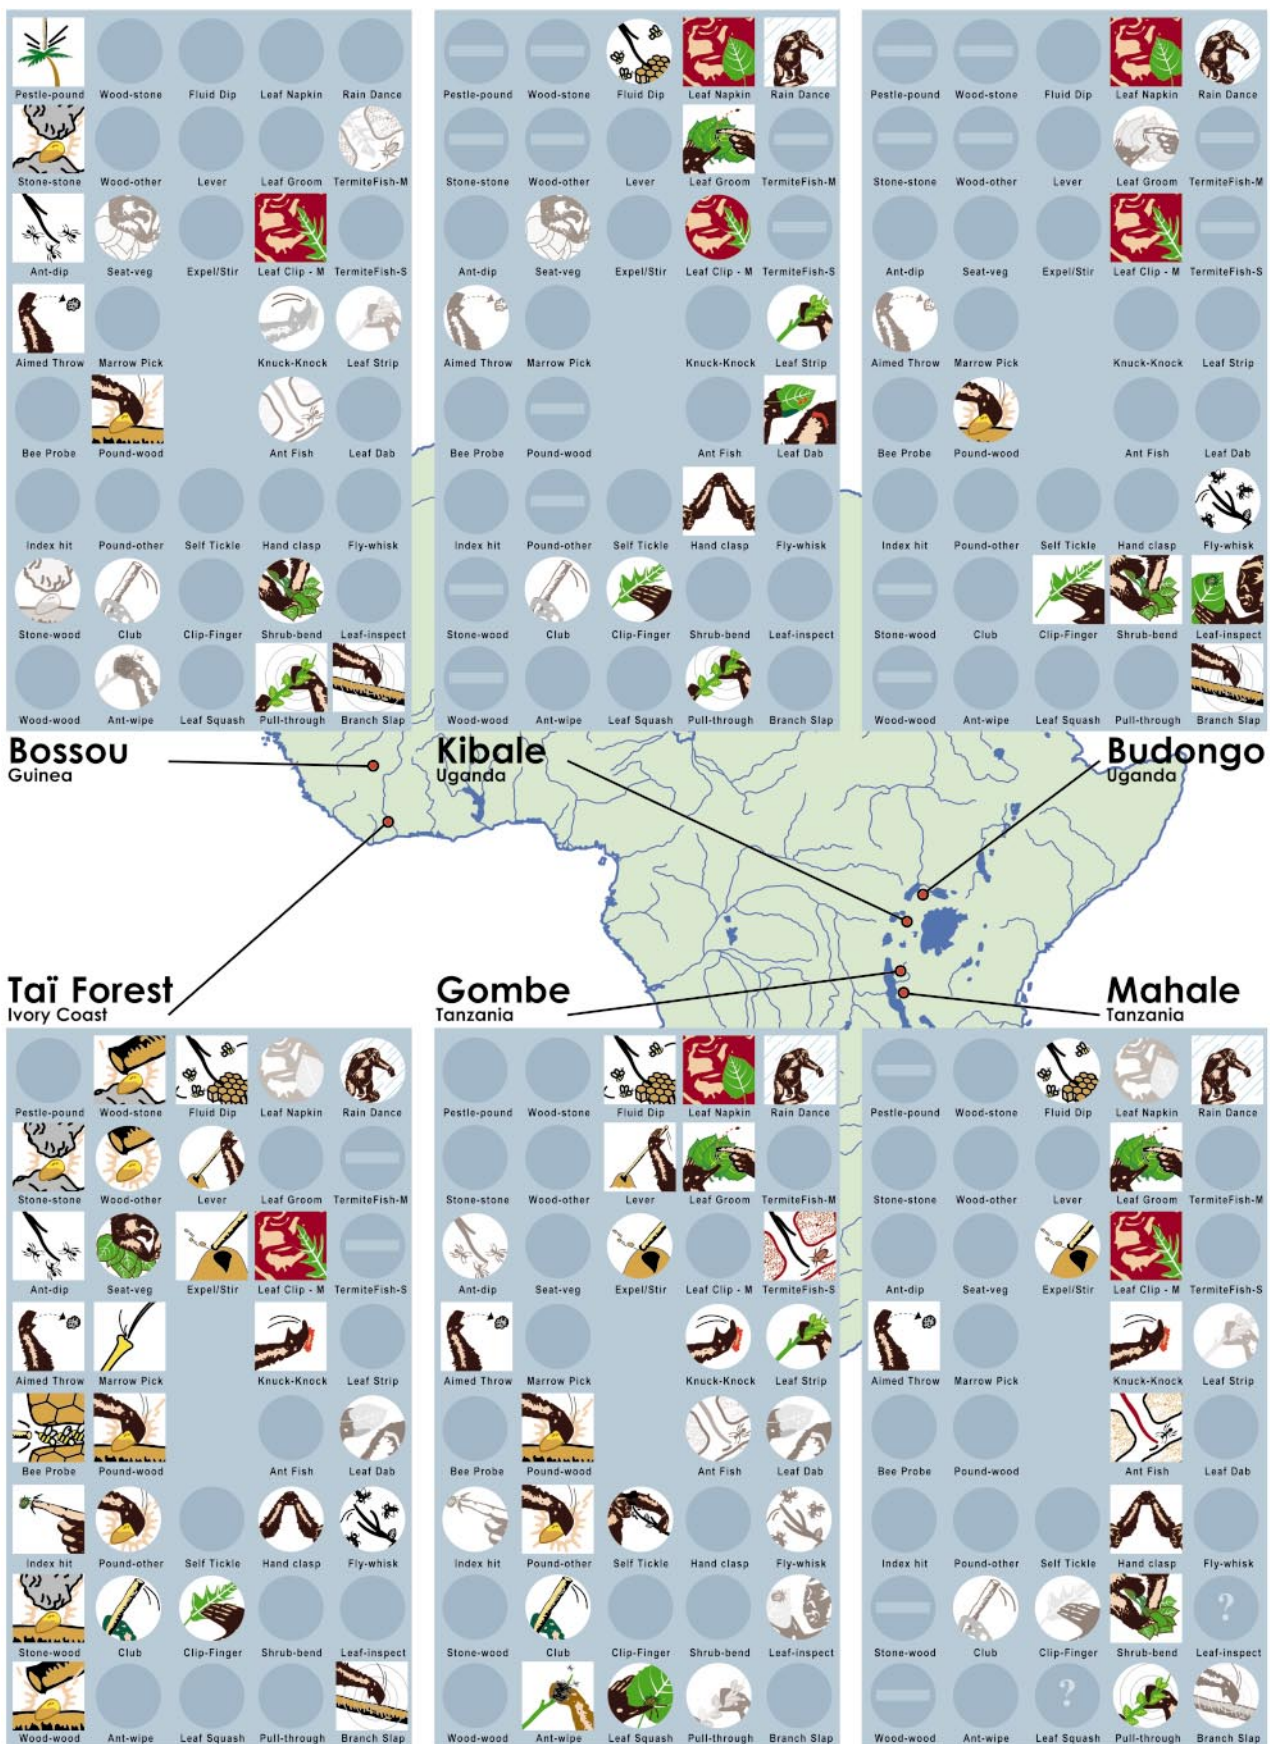 Pestle-pound Wood-stone Fluid Dip Leaf Napkin Rain Dance
Stone-stone Wood-other Lever Leaf Groom TermiteFish-M
Ant-dip Seat-veg Expel/Stir Leaf Clip - M TermiteFish-S
Aimed Throw Marrow Pick Knuck-Knock Leaf Strip
Bee Probe Pound-wood Ant Fish Leaf Dab
Index hit Pound-other Self Tickle Hand clasp Fly-whisk
Stone-wood Club Clip-Finger Shrub-bend Leaf-inspect
Wood-wood Ant-wipe Leaf Squash Pull-through Branch Slap
Bossou
Guinea
Pestle-pound Wood-stone Fluid Dip Leaf Napkin Rain Dance
Stone-stone Wood-other Lever Leaf Groom TermiteFish-M
Ant-dip Seat-veg Expel/Stir Leaf Clip - M TermiteFish-S
Aimed Throw Marrow Pick Knuck-Knock Leaf Strip
Bee Probe Pound-wood Ant Fish Leaf Dab
Index hit Pound-other Self Tickle Hand clasp Fly-whisk
Stone-wood Club Clip-Finger Shrub-bend Leaf-inspect
Wood-wood Ant-wipe Leaf Squash Pull-through Branch Slap
Kibale
Uganda
Pestle-pound Wood-stone Fluid Dip Leaf Napkin Rain Dance
Stone-stone Wood-other Lever Leaf Groom TermiteFish-M
Ant-dip Seat-veg Expel/Stir Leaf Clip - M TermiteFish-S
Aimed Throw Marrow Pick Knuck-Knock Leaf Strip
Bee Probe Pound-wood Ant Fish Leaf Dab
Index hit Pound-other Self Tickle Hand clasp Fly-whisk
Stone-wood Club Clip-Finger Shrub-bend Leaf-inspect
Wood-wood Ant-wipe Leaf Squash Pull-through Branch Slap
Budongo
Uganda
Taï Forest
Ivory Coast
Pestle-pound Wood-stone Fluid Dip Leaf Napkin Rain Dance
Stone-stone Wood-other Lever Leaf Groom TermiteFish-M
Ant-dip Seat-veg Expel/Stir Leaf Clip - M TermiteFish-S
Aimed Throw Marrow Pick Knuck-Knock Leaf Strip
Bee Probe Pound-wood Ant Fish Leaf Dab
Index hit Pound-other Self Tickle Hand clasp Fly-whisk
Stone-wood Club Clip-Finger Shrub-bend Leaf-inspect
Wood-wood Ant-wipe Leaf Squash Pull-through Branch Slap
Gombe
Tanzania
Pestle-pound Wood-stone Fluid Dip Leaf Napkin Rain Dance
Stone-stone Wood-other Lever Leaf Groom TermiteFish-M
Ant-dip Seat-veg Expel/Stir Leaf Clip - M TermiteFish-S
Aimed Throw Marrow Pick Knuck-Knock Leaf Strip
Bee Probe Pound-wood Ant Fish Leaf Dab
Index hit Pound-other Self Tickle Hand clasp Fly-whisk
Stone-wood Club Clip-Finger Shrub-bend Leaf-inspect
Wood-wood Ant-wipe Leaf Squash Pull-through Branch Slap
Mahale
Tanzania
Pestle-pound Wood-stone Fluid Dip Leaf Napkin Rain Dance
Stone-stone Wood-other Lever Leaf Groom TermiteFish-M
Ant-dip Seat-veg Expel/Stir Leaf Clip - M TermiteFish-S
Aimed Throw Marrow Pick Knuck-Knock Leaf Strip
Bee Probe Pound-wood Ant Fish Leaf Dab
Index hit Pound-other Self Tickle Hand clasp Fly-whisk
?
Stone-wood Club Clip-Finger Shrub-bend Leaf-inspect
?
Wood-wood Ant-wipe Leaf Squash Pull-through Branch Slap